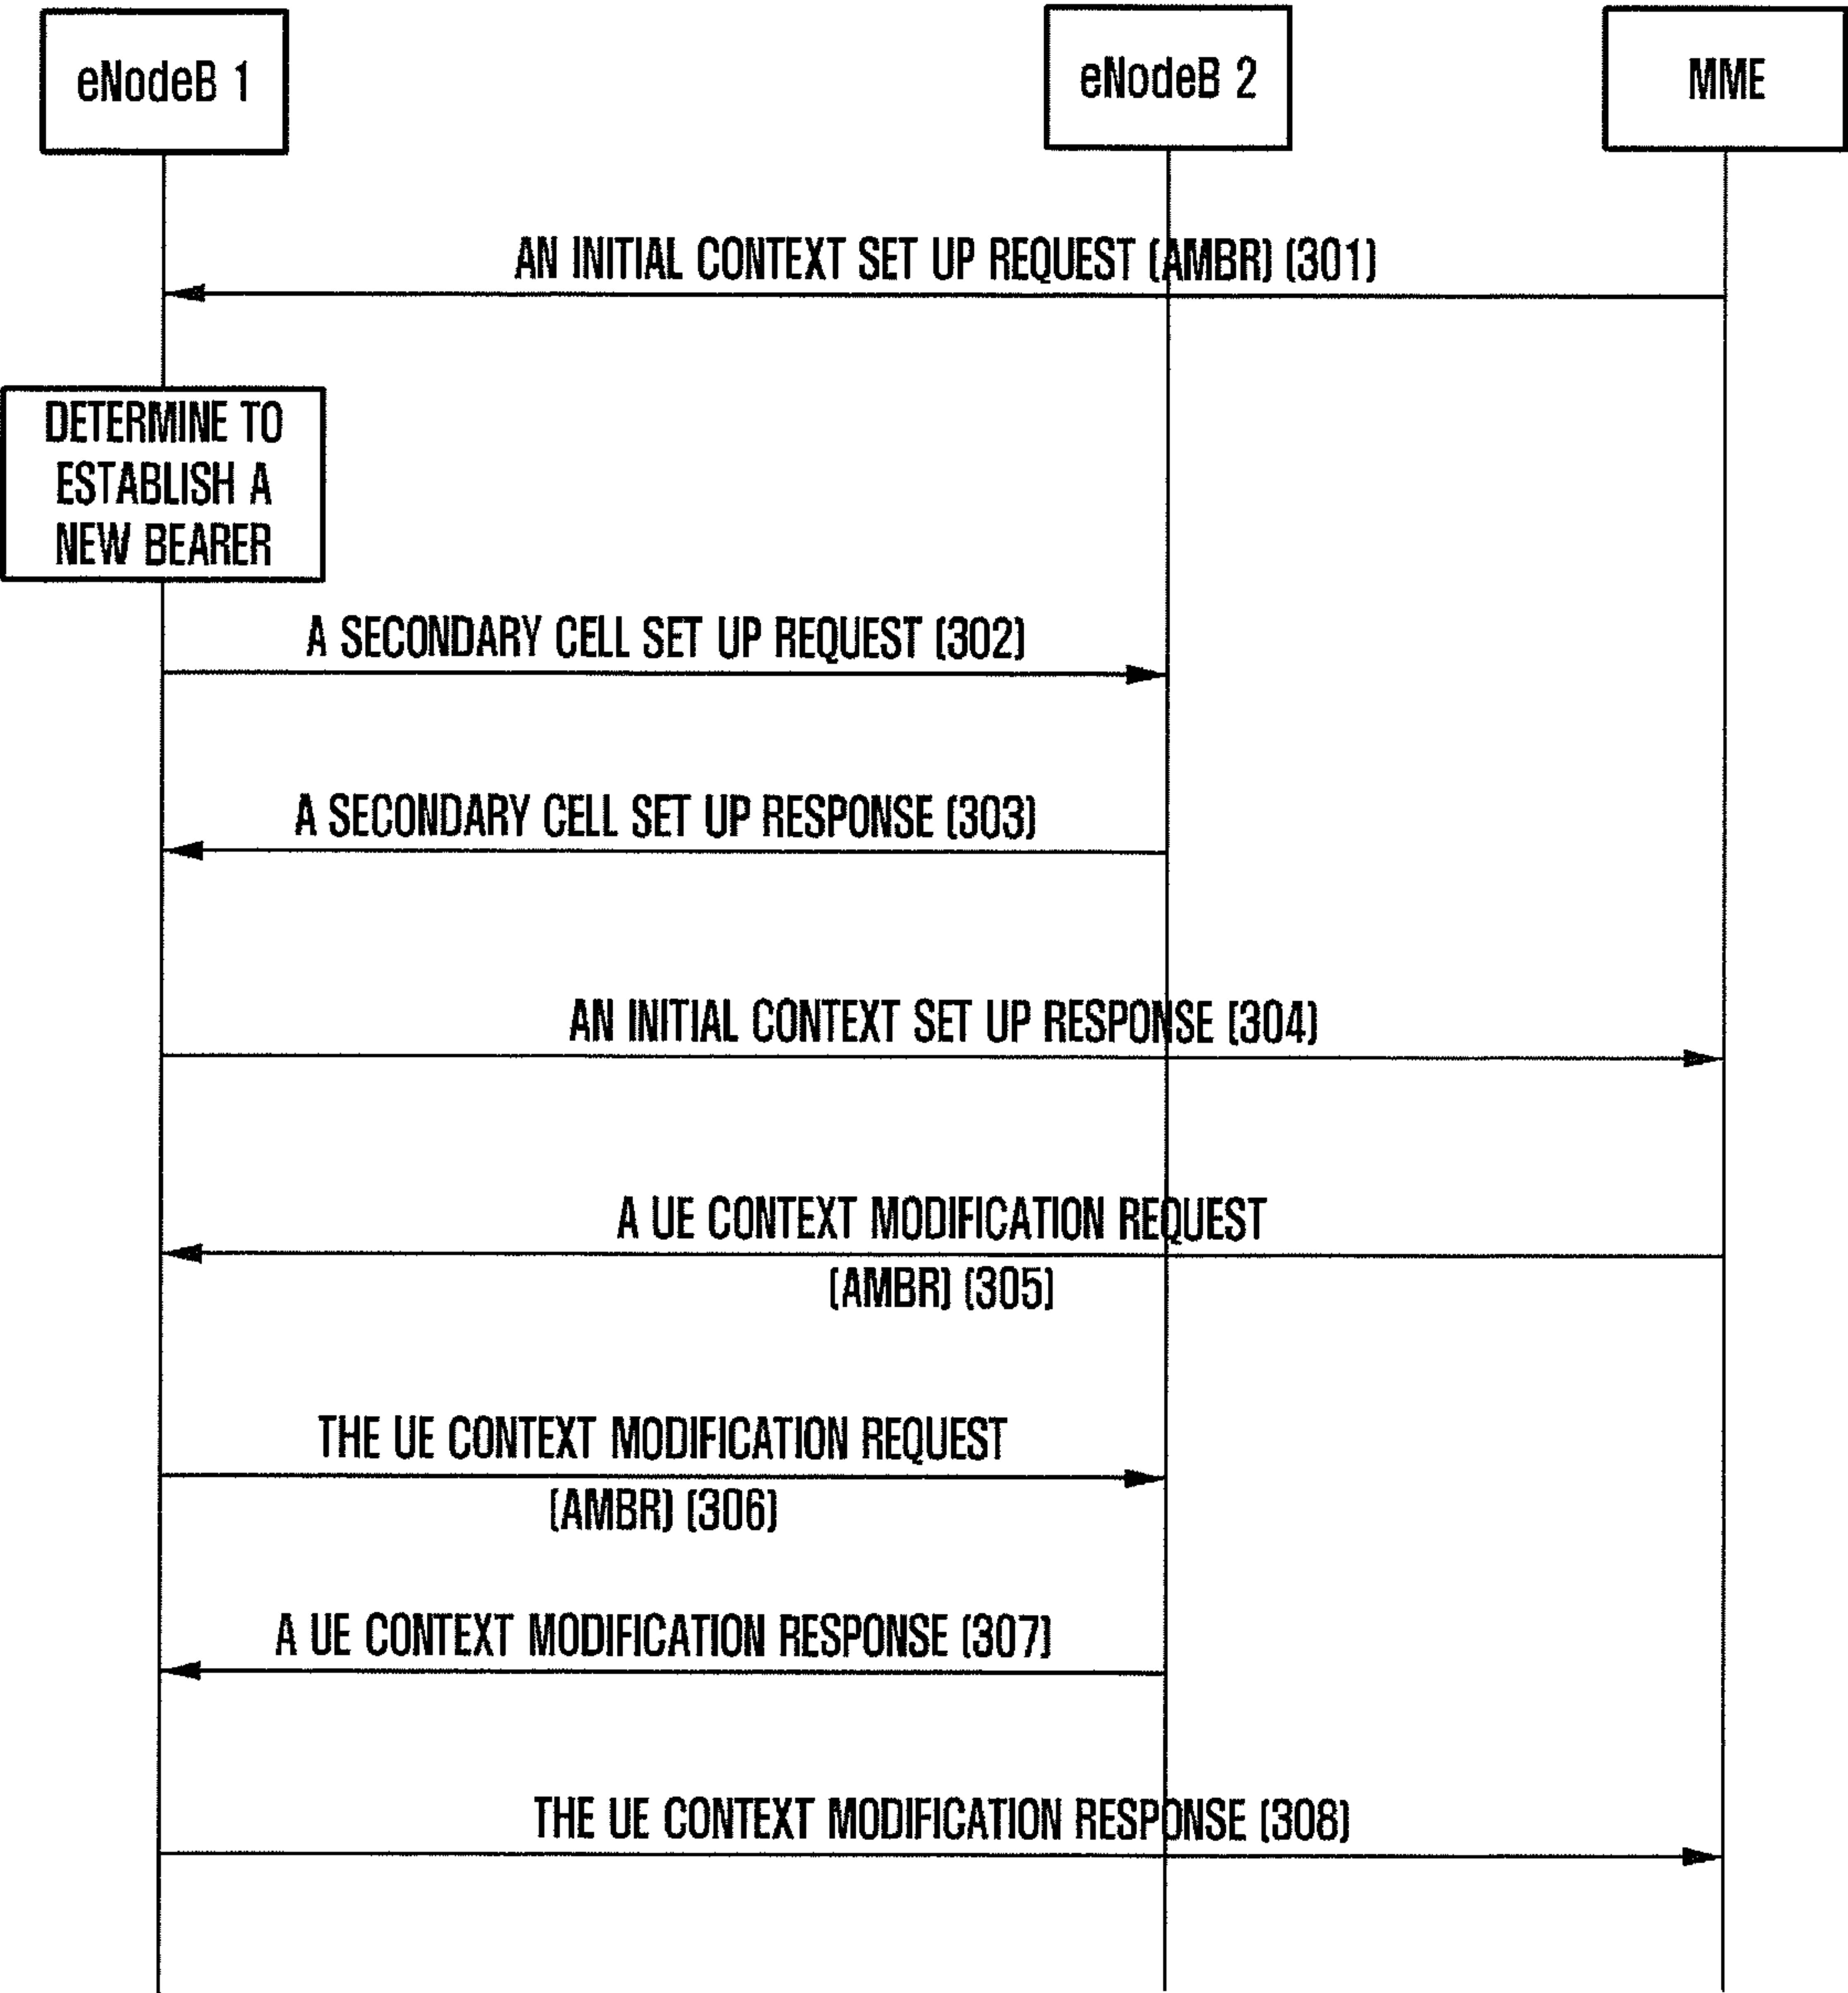 eNodeB 1
eNodeB 2
MME
AN INITIAL CONTEXT SET UP REQUEST (AMBR) (301)
DETERMINE TO
ESTABLISH A
NEW BEARER
A SECONDARY CELL SET UP REQUEST (302)
A SECONDARY CELL SET UP RESPONSE (303)
AN INITIAL CONTEXT SET UP RESPONSE (304)
A UE CONTEXT MODIFICATION REQUEST
(AMBR) (305)
THE UE CONTEXT MODIFICATION REQUEST
(AMBR) (306)
A UE CONTEXT MODIFICATION RESPONSE (307)
THE UE CONTEXT MODIFICATION RESPONSE (308)